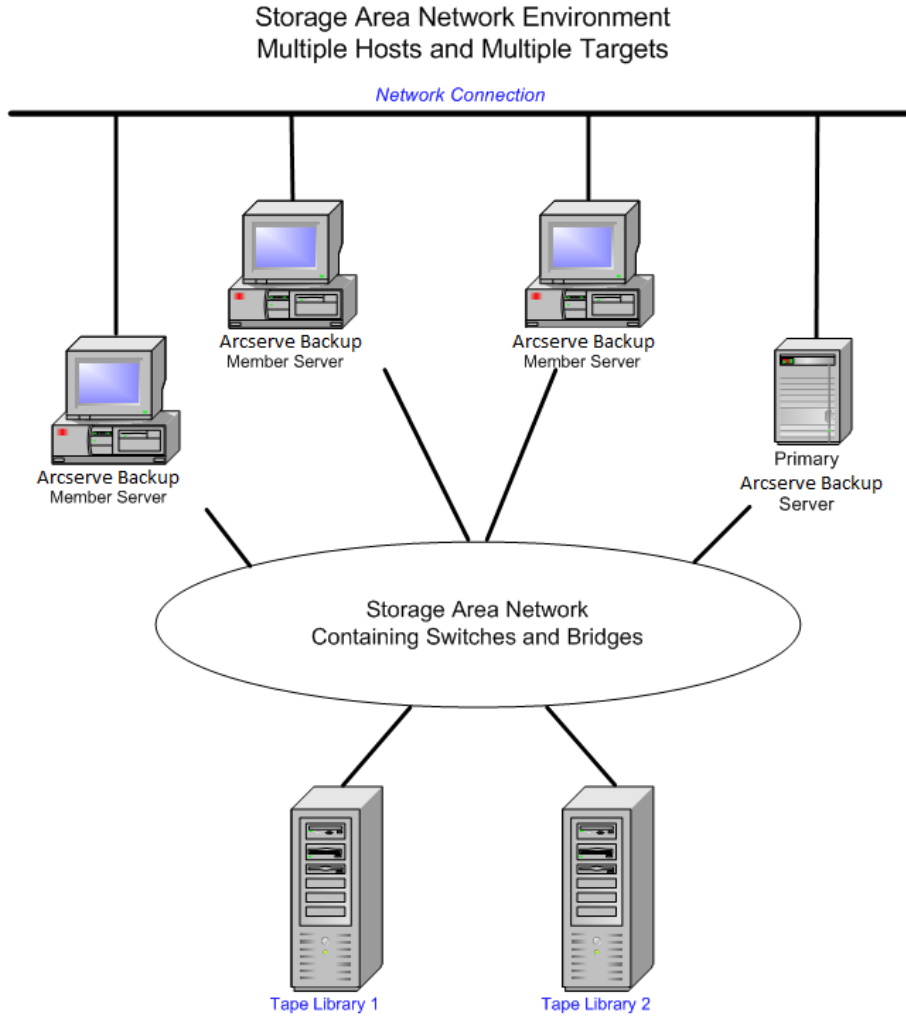 Storage Area Network Environment
Multiple Hosts and Multiple Targets
Network Connection
Arcserve Backup
Member Server
Arcserve Backup
Member Server
Arcserve Backup
Member Server
Primary
Arcserve Backup
Server
Storage Area Network
Containing Switches and Bridges
Tape Library 1
Tape Library 2